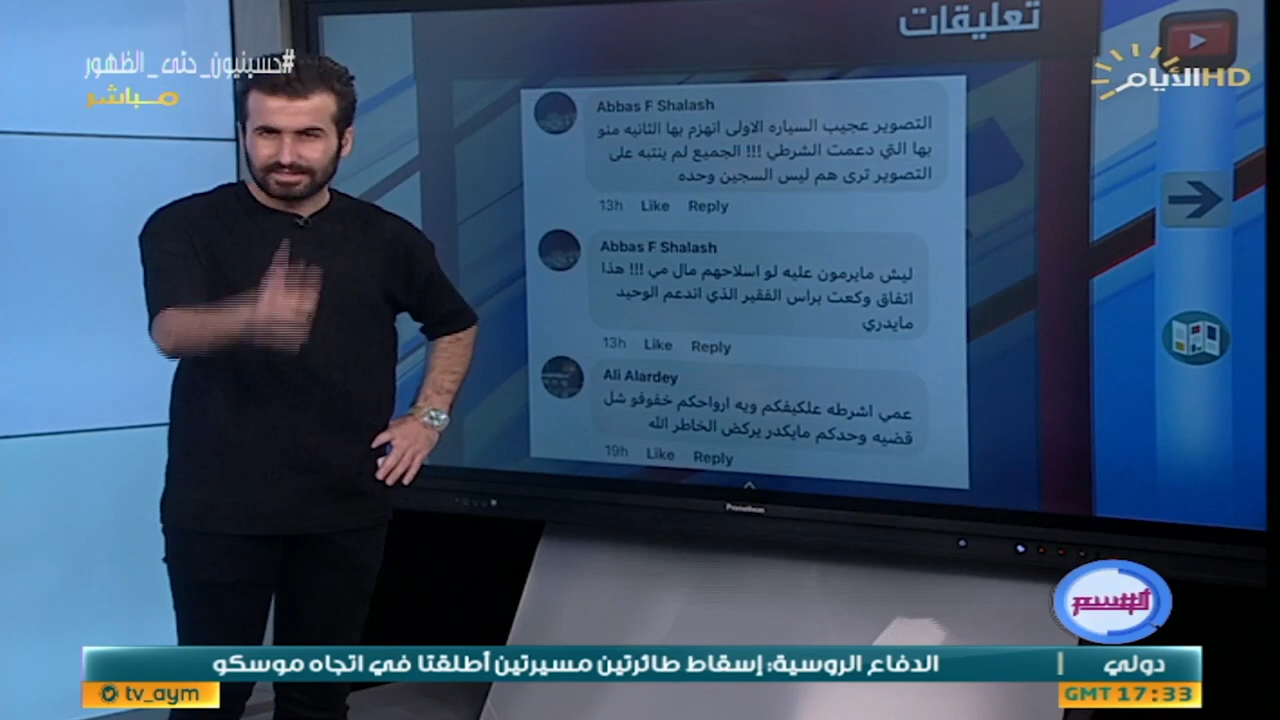 #حسينيون_حتى_الظهور
مباشر
تعليقات
الأيام HD
Abbas F Shalash
التصوير عجيب السياره الاولى انهزم بها الثانيه منو
بها التي دعمت الشرطي !!! الجميع لم ينتبه على
التصوير ترى هم ليس السجين وحده
13h Like Reply
Abbas F Shalash
ليش مايرمون عليه لو اسلاحهم مال مي !!! هذا
اتفاق وكعت براس الفقير الذي اندعم الوحيد
مايدري
13h Like Reply
Ali Alardey
عمي اشرطه علكيفكم ويه ارواحكم خفوفو شل
قضيه وحدكم مايكدر يركض الخاطر الله
19h Like Reply
Promethean
دولي | الدفاع الروسية: إسقاط طائرتين مسيرتين أطلقتا في اتجاه موسكو
tv_aym
GMT 17:33